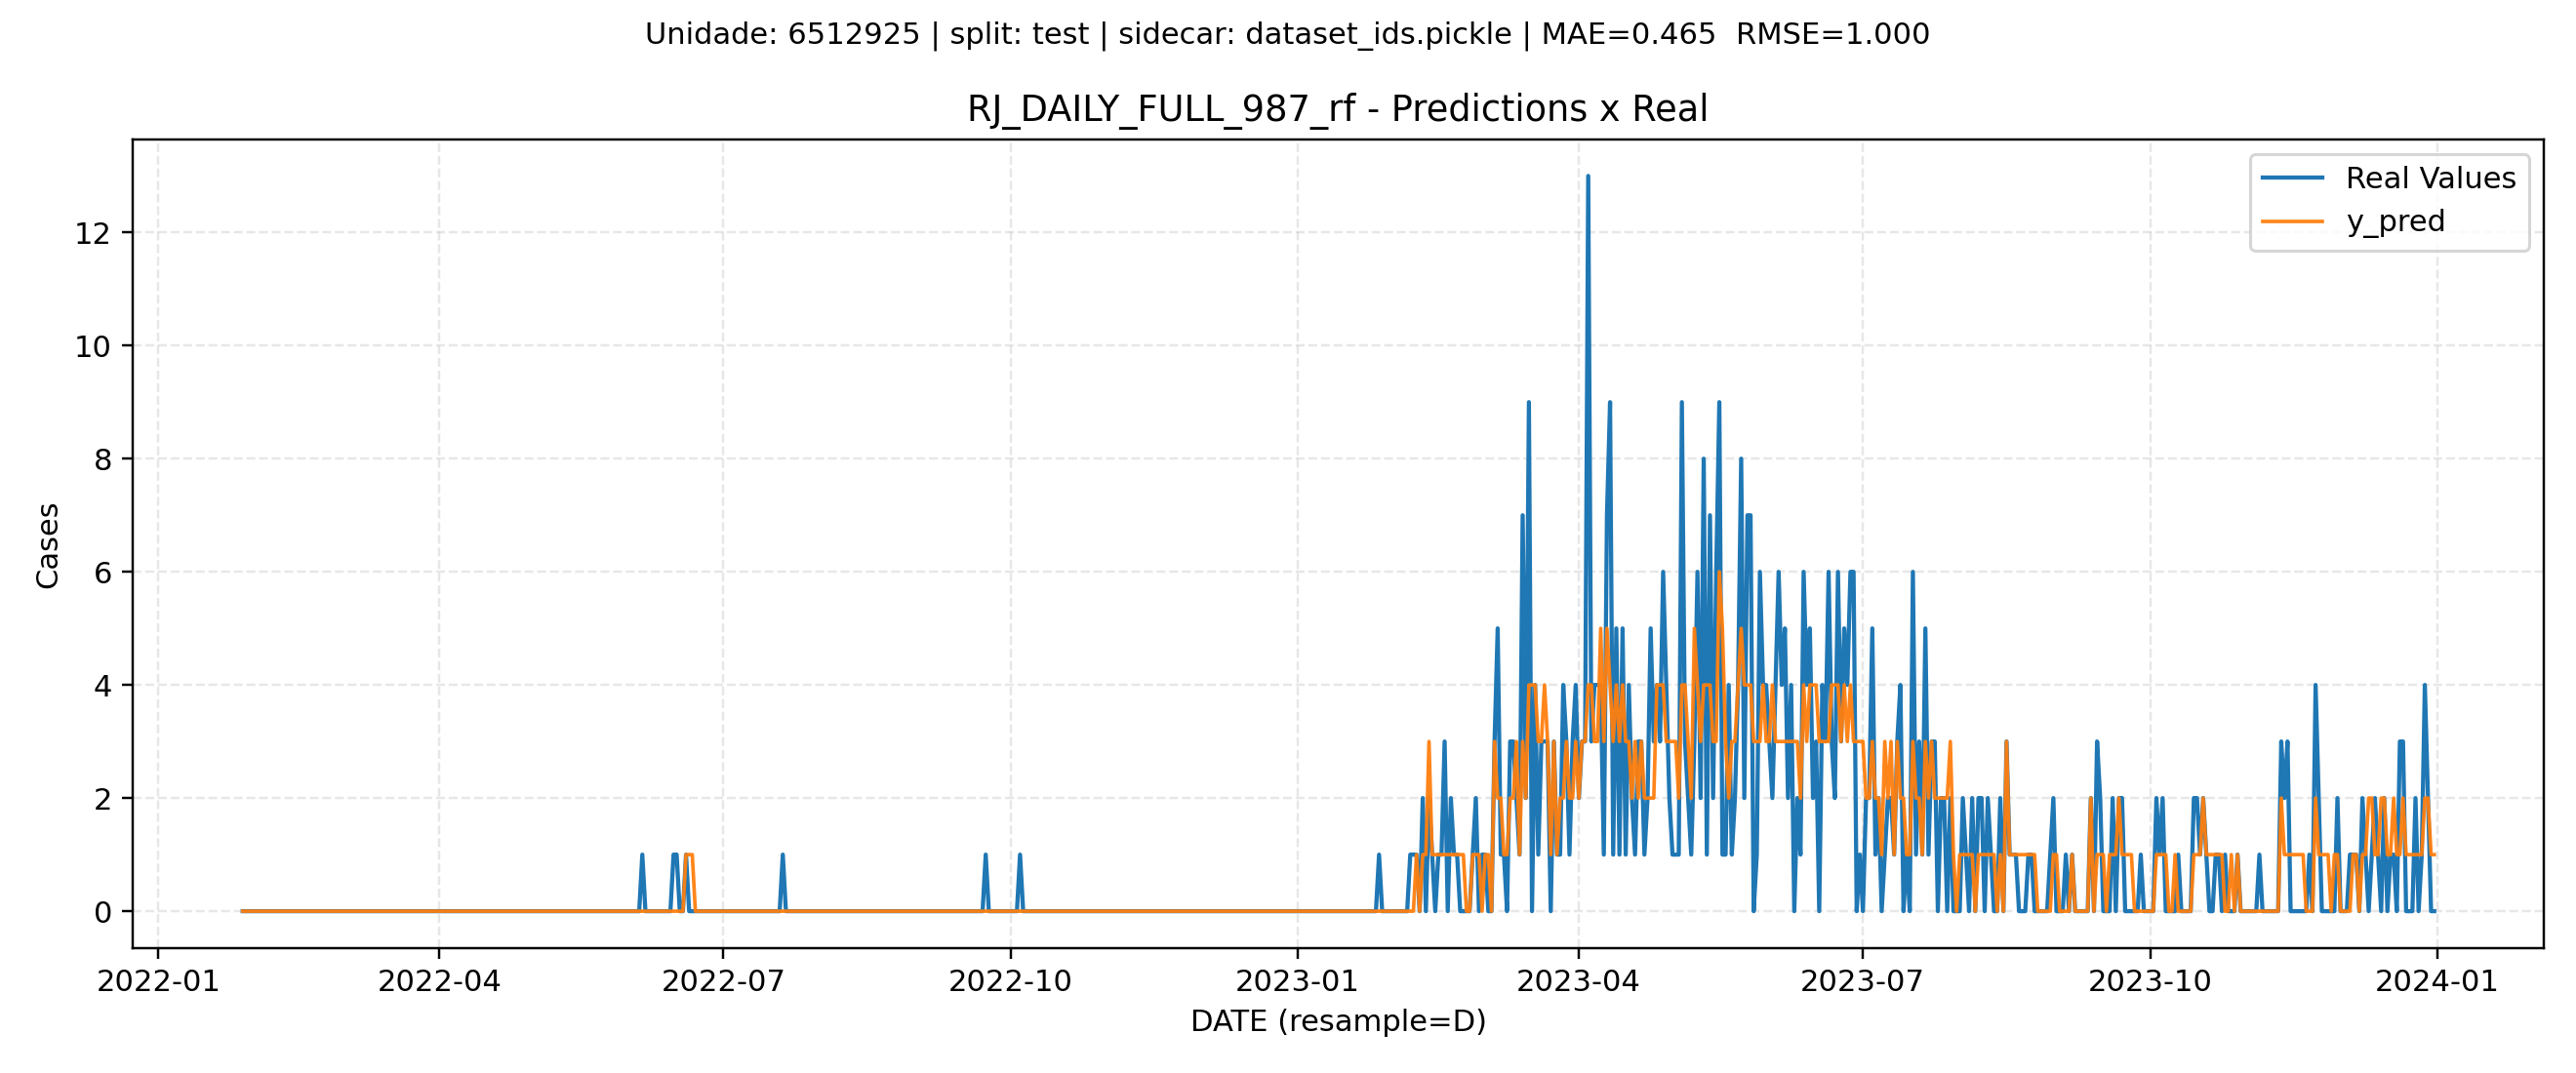 Unidade: 6512925 | split: test | sidecar: dataset_ids.pickle | MAE=0.465  RMSE=1.000
RJ_DAILY_FULL_987_rf - Predictions x Real
Real Values
y_pred
Cases
12
10
8
6
4
2
0
2022-01
2022-04
2022-07
2022-10
2023-01
2023-04
2023-07
2023-10
2024-01
DATE (resample=D)